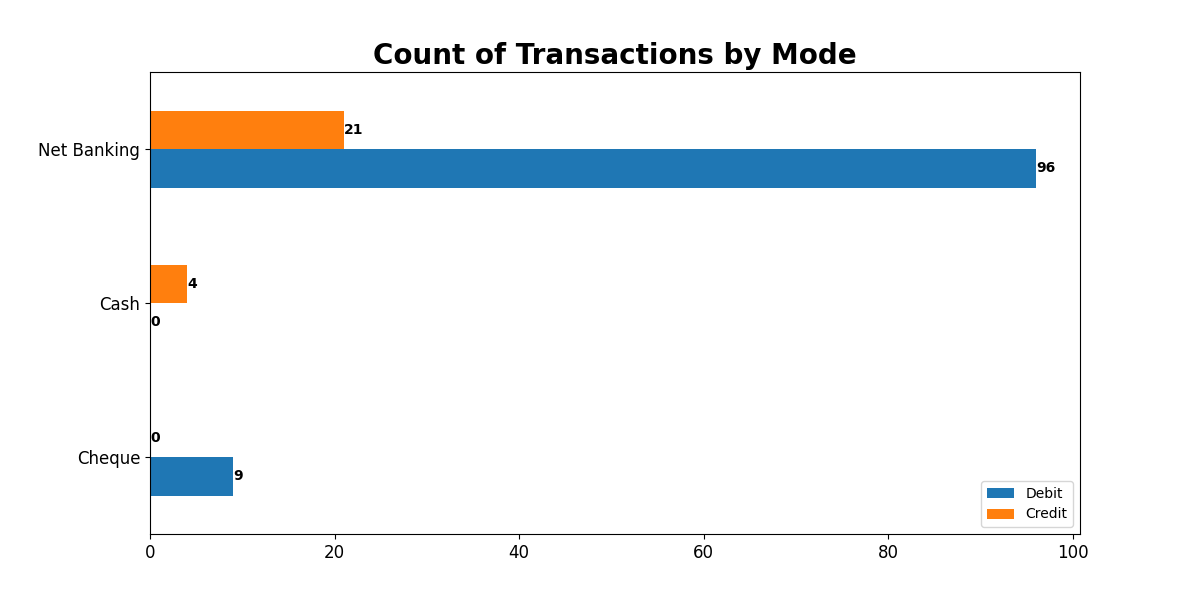 Count of Transactions by Mode
Net Banking
21
96
Cash
4
0
Cheque
0
9
Debit
Credit
0 20 40 60 80 100